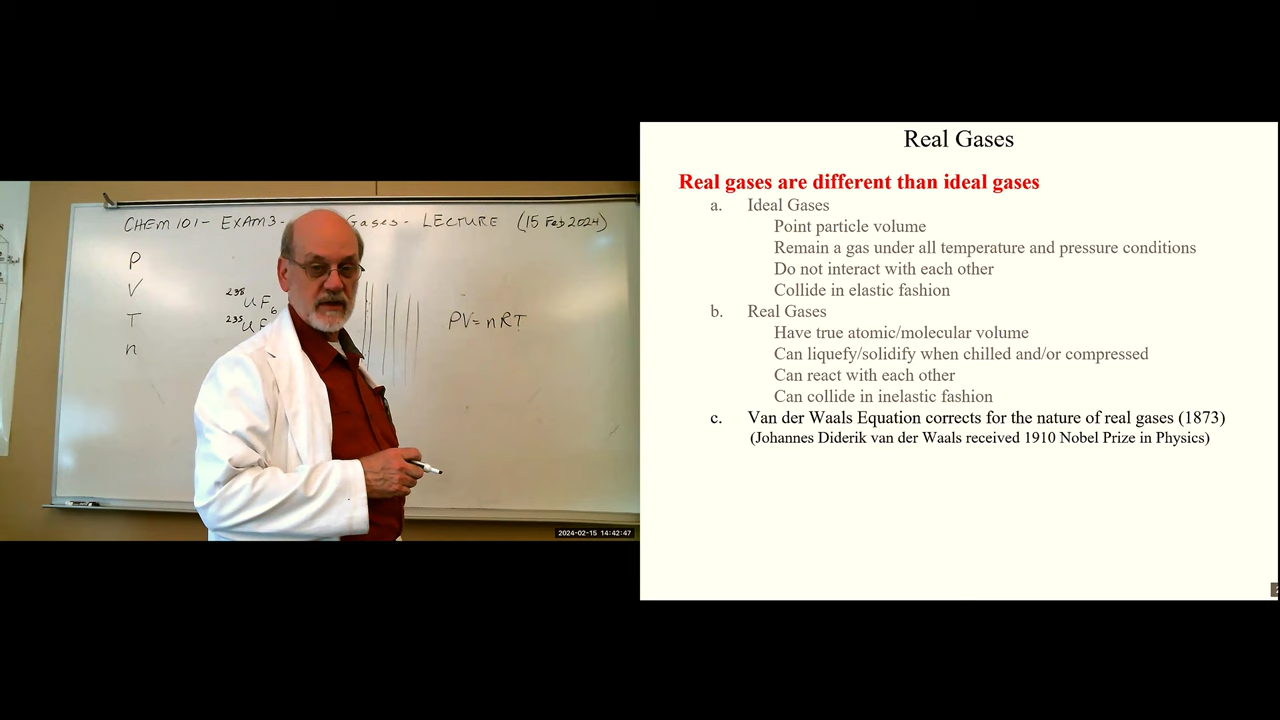 CHEM 101 - EXAM 3 - Gases - LECTURE (15 Feb 2024)
P
V
T
n
²³⁸UF₆
²³⁵UF
PV = nRT
2024-02-15 14:42:47
Real Gases
Real gases are different than ideal gases
a. Ideal Gases
Point particle volume
Remain a gas under all temperature and pressure conditions
Do not interact with each other
Collide in elastic fashion
b. Real Gases
Have true atomic/molecular volume
Can liquefy/solidify when chilled and/or compressed
Can react with each other
Can collide in inelastic fashion
c. Van der Waals Equation corrects for the nature of real gases (1873)
(Johannes Diderik van der Waals received 1910 Nobel Prize in Physics)